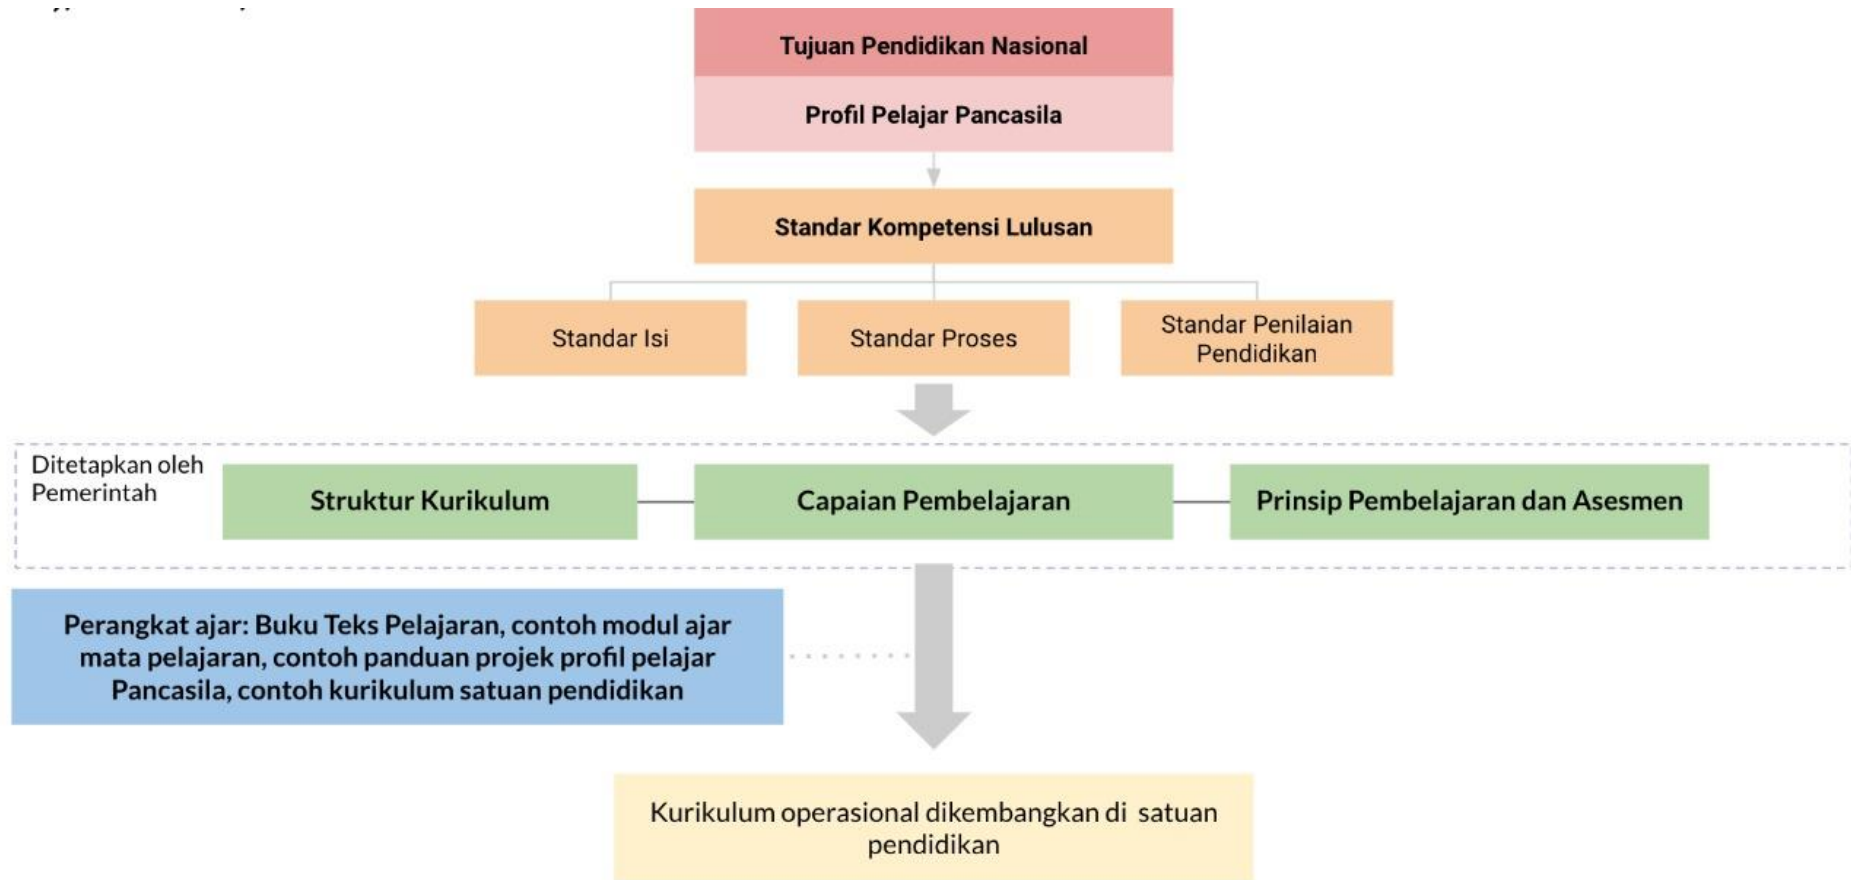 Tujuan Pendidikan Nasional
Profil Pelajar Pancasila
Standar Kompetensi Lulusan
Standar Isi
Standar Proses
Standar Penilaian
Pendidikan
Ditetapkan oleh
Pemerintah
Struktur Kurikulum
Capaian Pembelajaran
Prinsip Pembelajaran dan Asesmen
Perangkat ajar: Buku Teks Pelajaran, contoh modul ajar
mata pelajaran, contoh panduan projek profil pelajar
Pancasila, contoh kurikulum satuan pendidikan
Kurikulum operasional dikembangkan di satuan
pendidikan